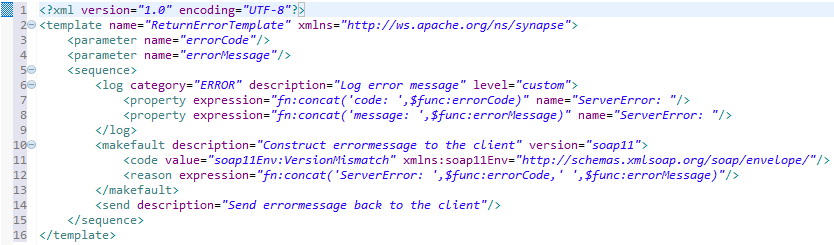 1 <?xml version="1.0" encoding="UTF-8"?>
2 <template name="ReturnErrorTemplate" xmlns="http://ws.apache.org/ns/synapse">
3 <parameter name="errorCode"/>
4 <parameter name="errorMessage"/>
5 <sequence>
6 <log category="ERROR" description="Log error message" level="custom">
7 <property expression="fn:concat('code: ',$func:errorCode)" name="ServerError: "/>
8 <property expression="fn:concat('message: ',$func:errorMessage)" name="ServerError: "/>
9 </log>
10 <makefault description="Construct errormessage to the client" version="soap11">
11 <code value="soap11Env:VersionMismatch" xmlns:soap11Env="http://schemas.xmlsoap.org/soap/envelope/"/>
12 <reason expression="fn:concat('ServerError: ',$func:errorCode,' ',$func:errorMessage)"/>
13 </makefault>
14 <send description="Send errormessage back to the client"/>
15 </sequence>
16 </template>